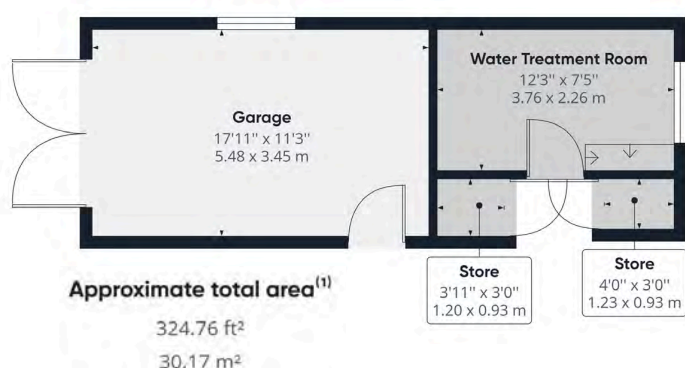 Garage
17'11" x 11'3"
5.48 x 3.45 m
Water Treatment Room
12'3" x 7'5"
3.76 x 2.26 m
Store
3'11" x 3'0"
1.20 x 0.93 m
Store
4'0" x 3'0"
1.23 x 0.93 m
Approximate total area⁽¹⁾
324.76 ft²
30.17 m²